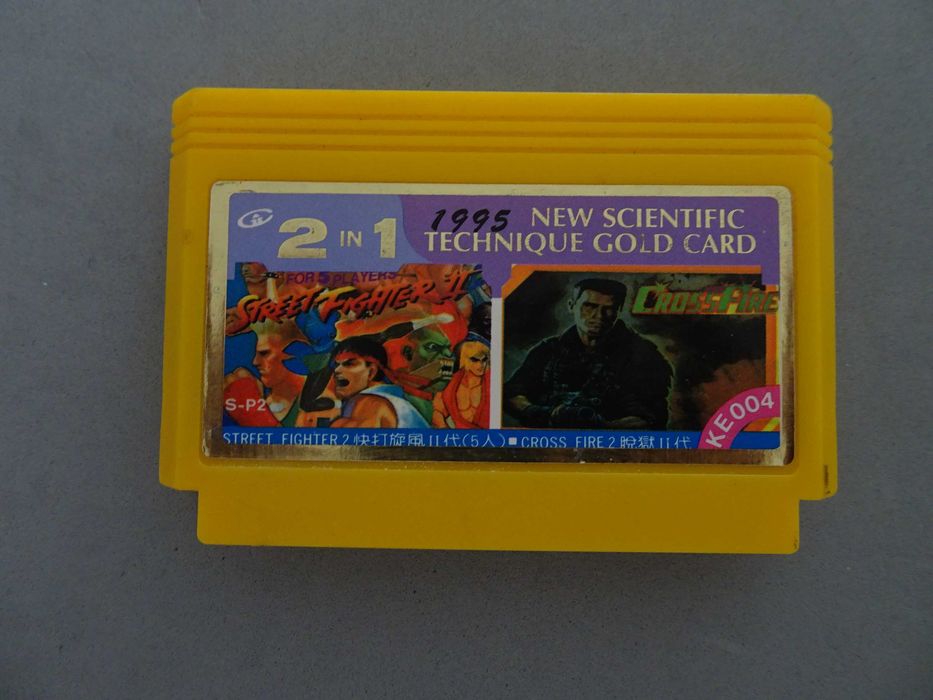 2 IN 1
1995 NEW SCIENTIFIC
TECHNIQUE GOLD CARD
FOR 5 PLAYERS
STREET FIGHTER II
CROSS FIRE
S-P2
KE004
STREET FIGHTER 2 快打旋風II代(5人) ■ CROSS FIRE 2 脫獄II代